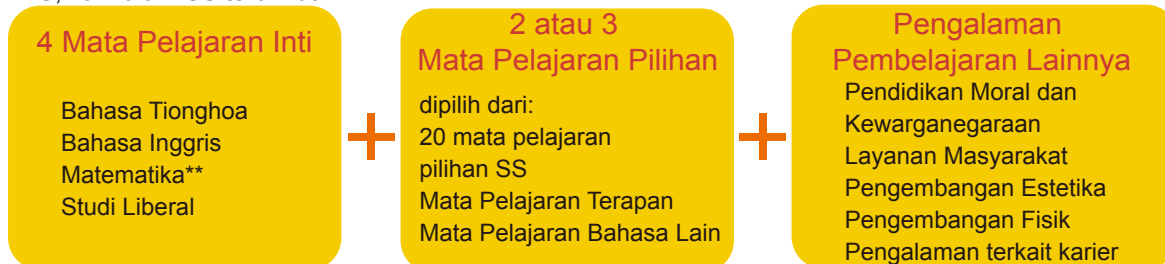 4 Mata Pelajaran Inti
Bahasa Tionghoa
Bahasa Inggris
Matematika**
Studi Liberal
2 atau 3
Mata Pelajaran Pilihan
dipilih dari:
20 mata pelajaran
pilihan SS
Mata Pelajaran Terapan
Mata Pelajaran Bahasa Lain
Pengalaman
Pembelajaran Lainnya
Pendidikan Moral dan
Kewarganegaraan
Layanan Masyarakat
Pengembangan Estetika
Pengembangan Fisik
Pengalaman terkait karier